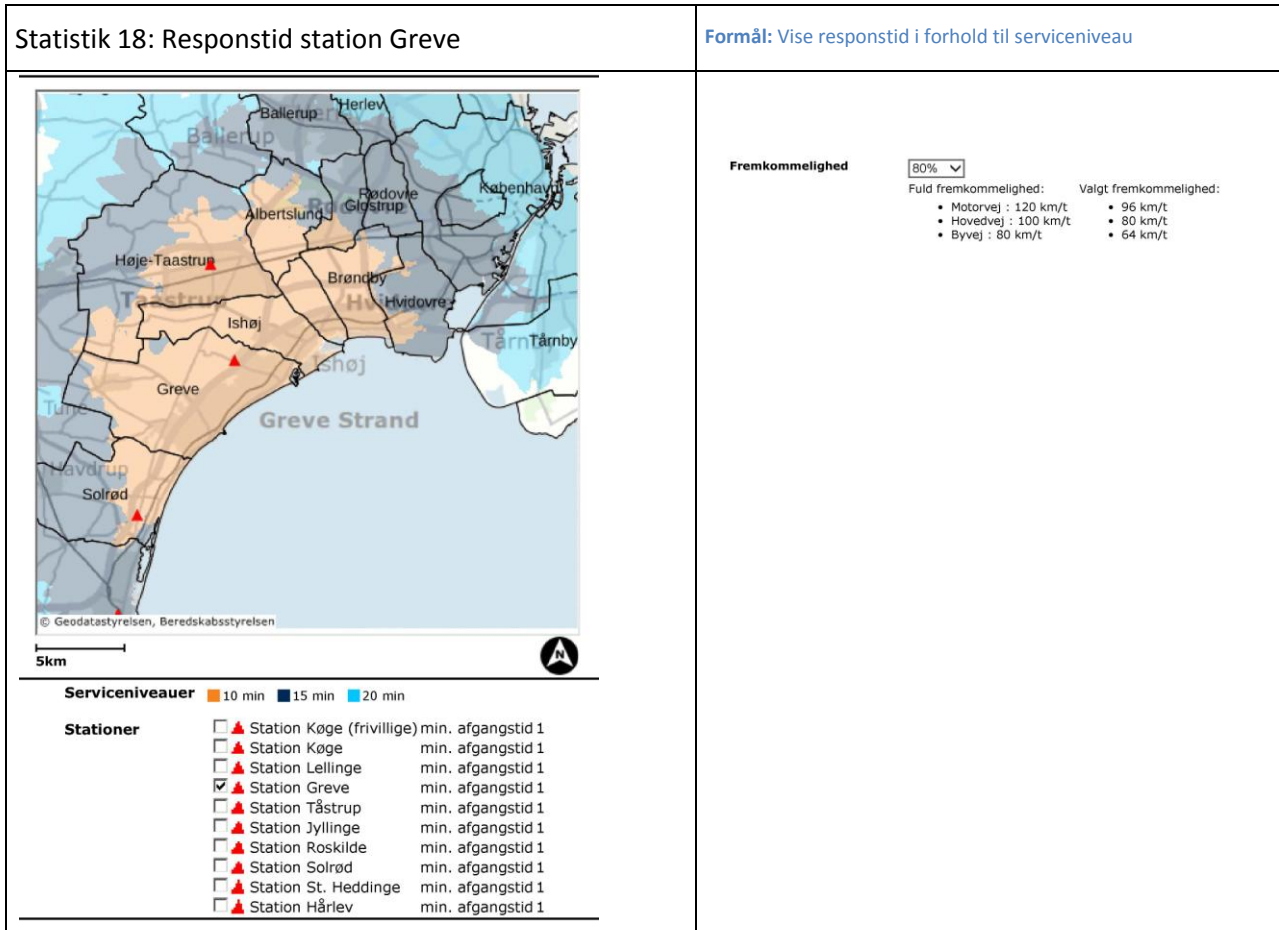 Statistik 18: Responstid station Greve
Formål: Vise responstid i forhold til serviceniveau
Herlev
Ballerup
Ballerup
København
Rødovre
Glostrup
Albertslund
Høje-Taastrup
Brøndby
Taastrup
Hvidovre
Ishøj
Tårnby
Tårnby
Ishøj
Greve
Tune
Greve Strand
Havdrup
Solrød
© Geodatastyrelsen, Beredskabsstyrelsen
5km
N
Serviceniveauer 10 min 15 min 20 min
Stationer
Station Køge (frivillige) min. afgangstid 1
Station Køge min. afgangstid 1
Station Lellinge min. afgangstid 1
Station Greve min. afgangstid 1
Station Tåstrup min. afgangstid 1
Station Jyllinge min. afgangstid 1
Station Roskilde min. afgangstid 1
Station Solrød min. afgangstid 1
Station St. Heddinge min. afgangstid 1
Station Hårlev min. afgangstid 1
Fremkommelighed 80%
Fuld fremkommelighed: Valgt fremkommelighed:
• Motorvej : 120 km/t • 96 km/t
• Hovedvej : 100 km/t • 80 km/t
• Byvej : 80 km/t • 64 km/t